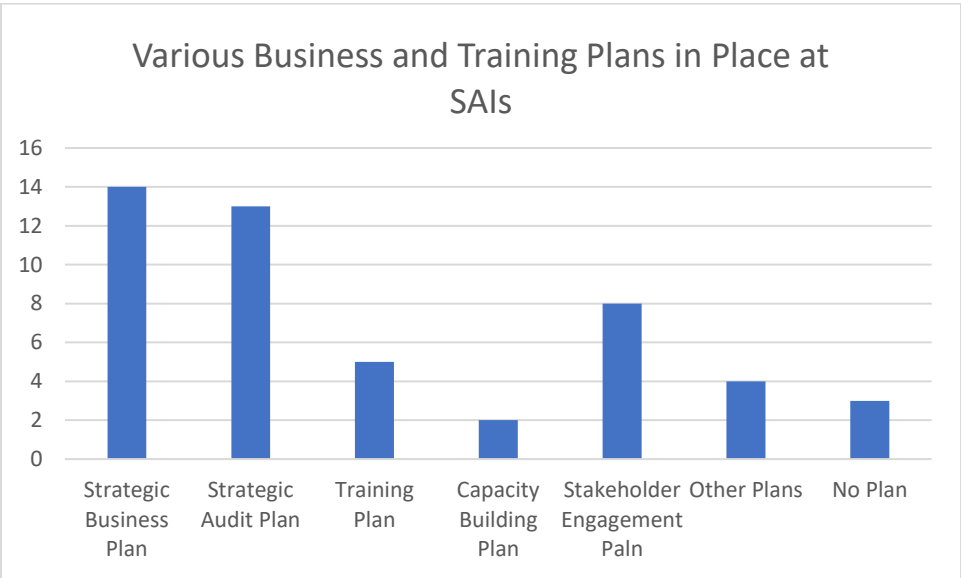 Various Business and Training Plans in Place at
SAIs
16
14
12
10
8
6
4
2
0
Strategic
Business
Plan
Strategic
Audit Plan
Training
Plan
Capacity
Building
Plan
Stakeholder
Engagement
Paln
Other Plans
No Plan